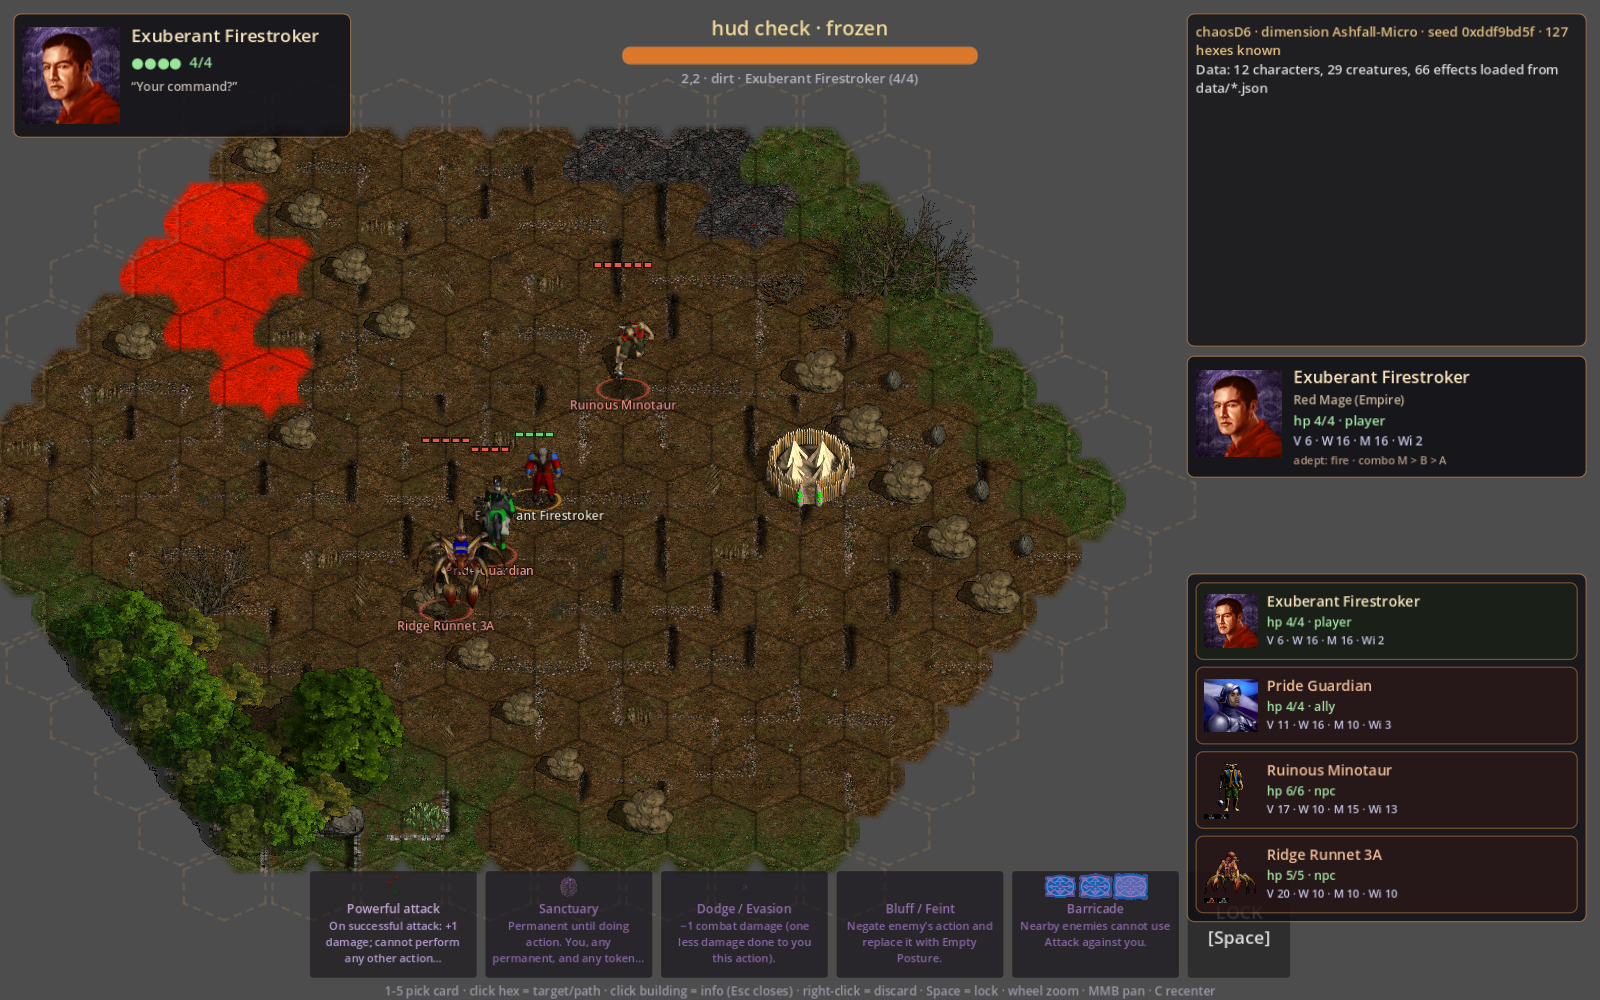 Exuberant Firestroker
4/4
“Your command?”
hud check · frozen
2,2 · dirt · Exuberant Firestroker (4/4)
chaosD6 · dimension Ashfall-Micro · seed 0xddf9bd5f · 127
hexes known
Data: 12 characters, 29 creatures, 66 effects loaded from
data/*.json
Exuberant Firestroker
Red Mage (Empire)
hp 4/4 · player
V 6 · W 16 · M 16 · Wi 2
adept: fire · combo M > B > A
Ruinous Minotaur
ant Firestroker
Guardian
Ridge Runnet 3A
Exuberant Firestroker
hp 4/4 · player
V 6 · W 16 · M 16 · Wi 2
Pride Guardian
hp 4/4 · ally
V 11 · W 16 · M 10 · Wi 3
Ruinous Minotaur
hp 6/6 · npc
V 17 · W 10 · M 15 · Wi 13
Ridge Runnet 3A
hp 5/5 · npc
V 20 · W 10 · M 10 · Wi 10
Powerful attack
On successful attack: +1
damage; cannot perform
any other action...
Sanctuary
Permanent until doing
action. You, any
permanent, and any token...
Dodge / Evasion
−1 combat damage (one
less damage done to you
this action).
Bluff / Feint
Negate enemy's action and
replace it with Empty
Posture.
Barricade
Nearby enemies cannot use
Attack against you.
LOCK
[Space]
1-5 pick card · click hex = target/path · click building = info (Esc closes) · right-click = discard · Space = lock · wheel zoom · MMB pan · C recenter